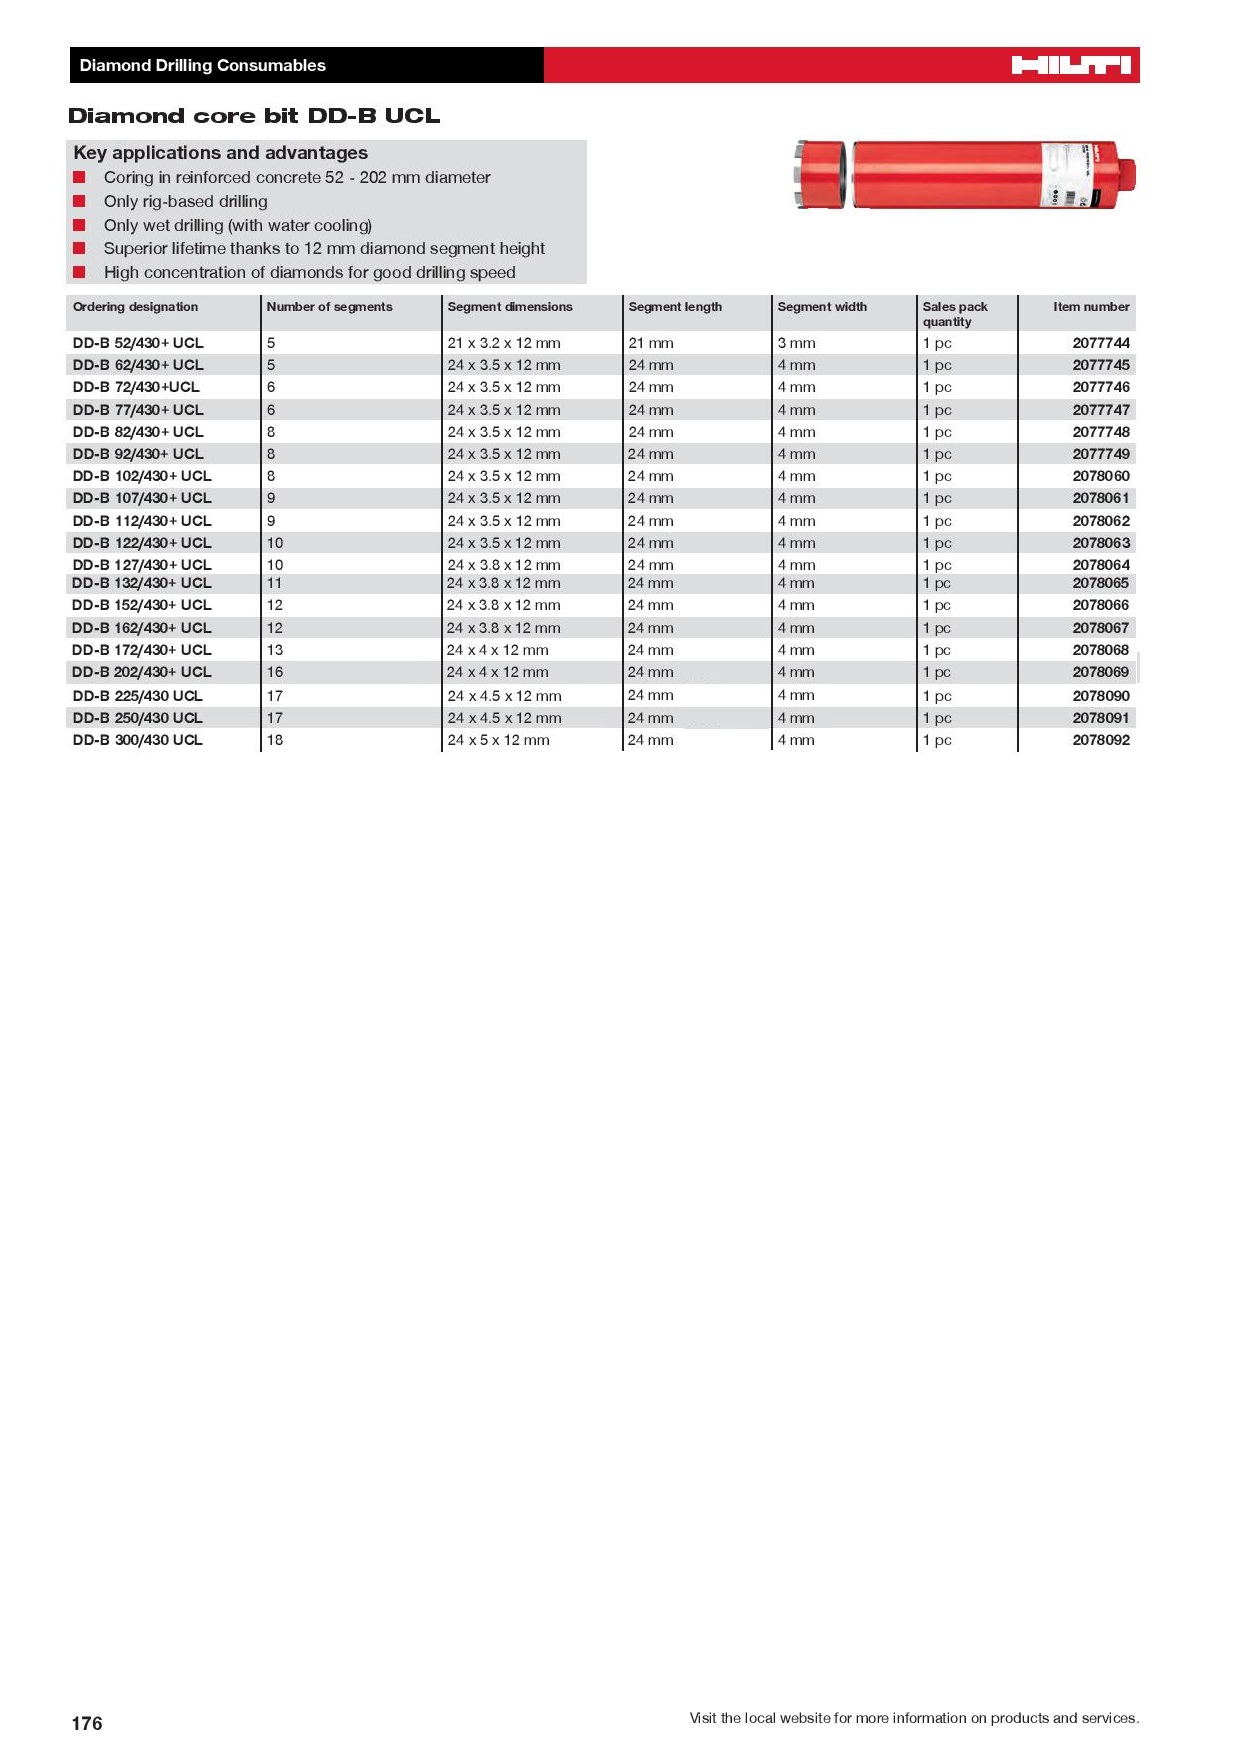 Diamond Drilling Consumables
HILTI
Diamond core bit DD-B UCL
Key applications and advantages
Coring in reinforced concrete 52 - 202 mm diameter
Only rig-based drilling
Only wet drilling (with water cooling)
Superior lifetime thanks to 12 mm diamond segment height
High concentration of diamonds for good drilling speed
HILTI
Ordering designation Number of segments Segment dimensions Segment length Segment width Sales pack quantity Item number
DD-B 52/430+ UCL 5 21 x 3.2 x 12 mm 21 mm 3 mm 1 pc 2077744
DD-B 62/430+ UCL 5 24 x 3.5 x 12 mm 24 mm 4 mm 1 pc 2077745
DD-B 72/430+UCL 6 24 x 3.5 x 12 mm 24 mm 4 mm 1 pc 2077746
DD-B 77/430+ UCL 6 24 x 3.5 x 12 mm 24 mm 4 mm 1 pc 2077747
DD-B 82/430+ UCL 8 24 x 3.5 x 12 mm 24 mm 4 mm 1 pc 2077748
DD-B 92/430+ UCL 8 24 x 3.5 x 12 mm 24 mm 4 mm 1 pc 2077749
DD-B 102/430+ UCL 8 24 x 3.5 x 12 mm 24 mm 4 mm 1 pc 2078060
DD-B 107/430+ UCL 9 24 x 3.5 x 12 mm 24 mm 4 mm 1 pc 2078061
DD-B 112/430+ UCL 9 24 x 3.5 x 12 mm 24 mm 4 mm 1 pc 2078062
DD-B 122/430+ UCL 10 24 x 3.5 x 12 mm 24 mm 4 mm 1 pc 2078063
DD-B 127/430+ UCL 10 24 x 3.8 x 12 mm 24 mm 4 mm 1 pc 2078064
DD-B 132/430+ UCL 11 24 x 3.8 x 12 mm 24 mm 4 mm 1 pc 2078065
DD-B 152/430+ UCL 12 24 x 3.8 x 12 mm 24 mm 4 mm 1 pc 2078066
DD-B 162/430+ UCL 12 24 x 3.8 x 12 mm 24 mm 4 mm 1 pc 2078067
DD-B 172/430+ UCL 13 24 x 4 x 12 mm 24 mm 4 mm 1 pc 2078068
DD-B 202/430+ UCL 16 24 x 4 x 12 mm 24 mm 4 mm 1 pc 2078069
DD-B 225/430 UCL 17 24 x 4.5 x 12 mm 24 mm 4 mm 1 pc 2078090
DD-B 250/430 UCL 17 24 x 4.5 x 12 mm 24 mm 4 mm 1 pc 2078091
DD-B 300/430 UCL 18 24 x 5 x 12 mm 24 mm 4 mm 1 pc 2078092
176
Visit the local website for more information on products and services.